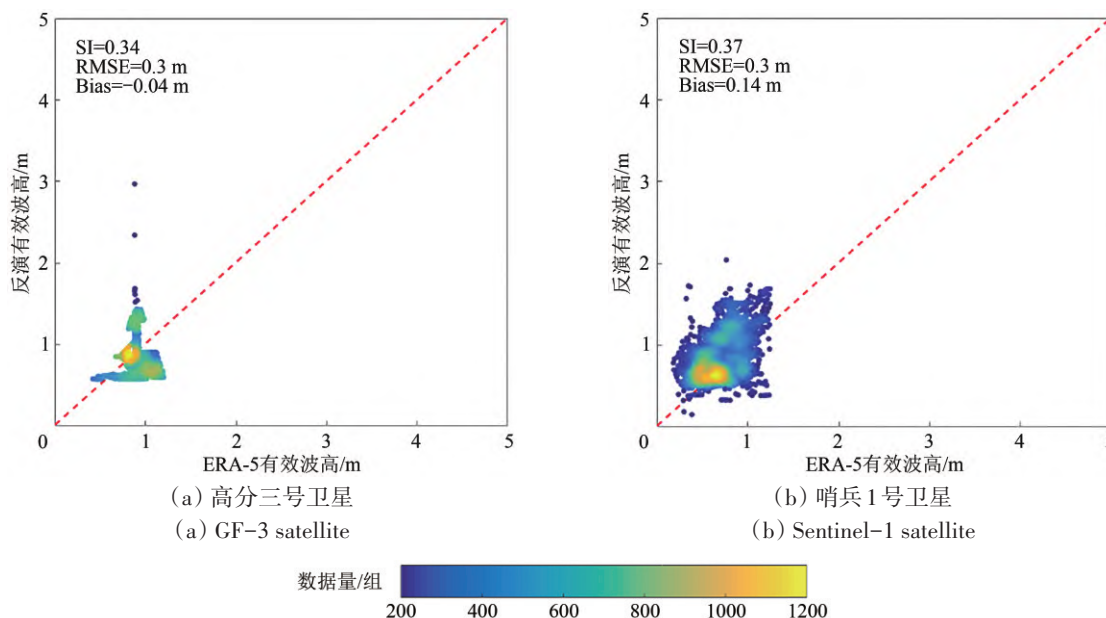 5
4
3
2
1
0
SI=0.34
RMSE=0.3 m
Bias=−0.04 m
反演有效波高/m
1
2
3
4
5
ERA-5有效波高/m
(a) 高分三号卫星
(a) GF-3 satellite
5
4
3
2
1
0
SI=0.37
RMSE=0.3 m
Bias=0.14 m
反演有效波高/m
1
2
3
4
ERA-5有效波高/m
(b) 哨兵1号卫星
(b) Sentinel-1 satellite
数据量/组
200 400 600 800 1000 1200